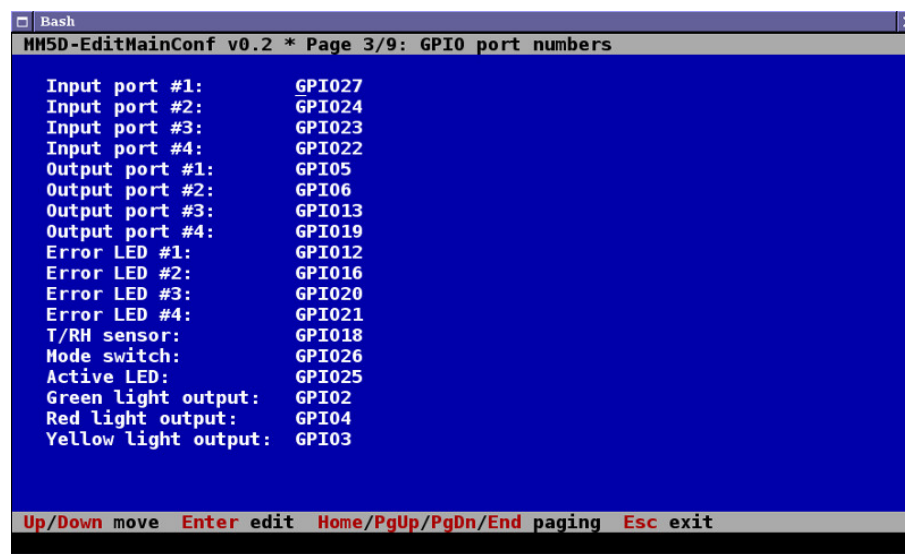 Bash
MM5D-EditMainConf v0.2 * Page 3/9: GPIO port numbers
Input port #1: GPIO27
Input port #2: GPIO24
Input port #3: GPIO23
Input port #4: GPIO22
Output port #1: GPIO5
Output port #2: GPIO6
Output port #3: GPIO13
Output port #4: GPIO19
Error LED #1: GPIO12
Error LED #2: GPIO16
Error LED #3: GPIO20
Error LED #4: GPIO21
T/RH sensor: GPIO18
Mode switch: GPIO26
Active LED: GPIO25
Green light output: GPIO2
Red light output: GPIO4
Yellow light output: GPIO3
Up/Down move Enter edit Home/PgUp/PgDn/End paging Esc exit